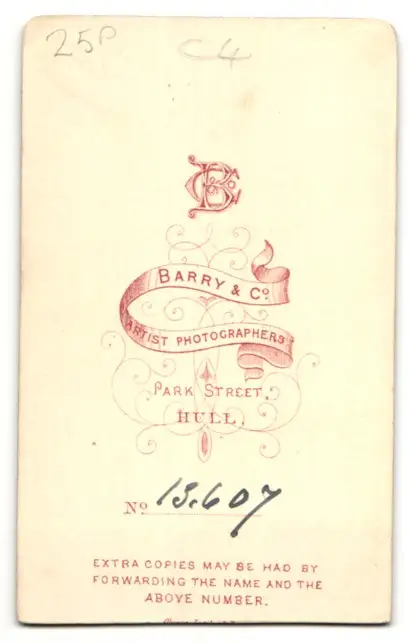 25P
C4
BARRY & Co.
ARTIST PHOTOGRAPHERS
PARK STREET.
HULL.
No 13.607
EXTRA COPIES MAY BE HAD BY
FORWARDING THE NAME AND THE
ABOVE NUMBER.